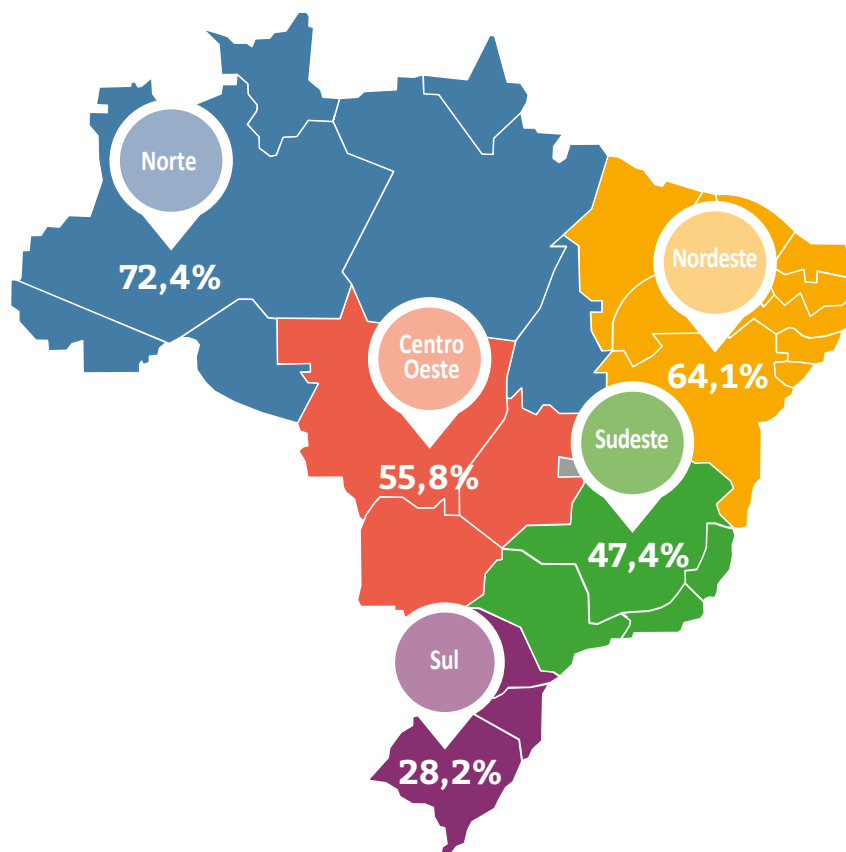 Norte
72,4%
Nordeste
64,1%
Centro
Oeste
55,8%
Sudeste
47,4%
Sul
28,2%